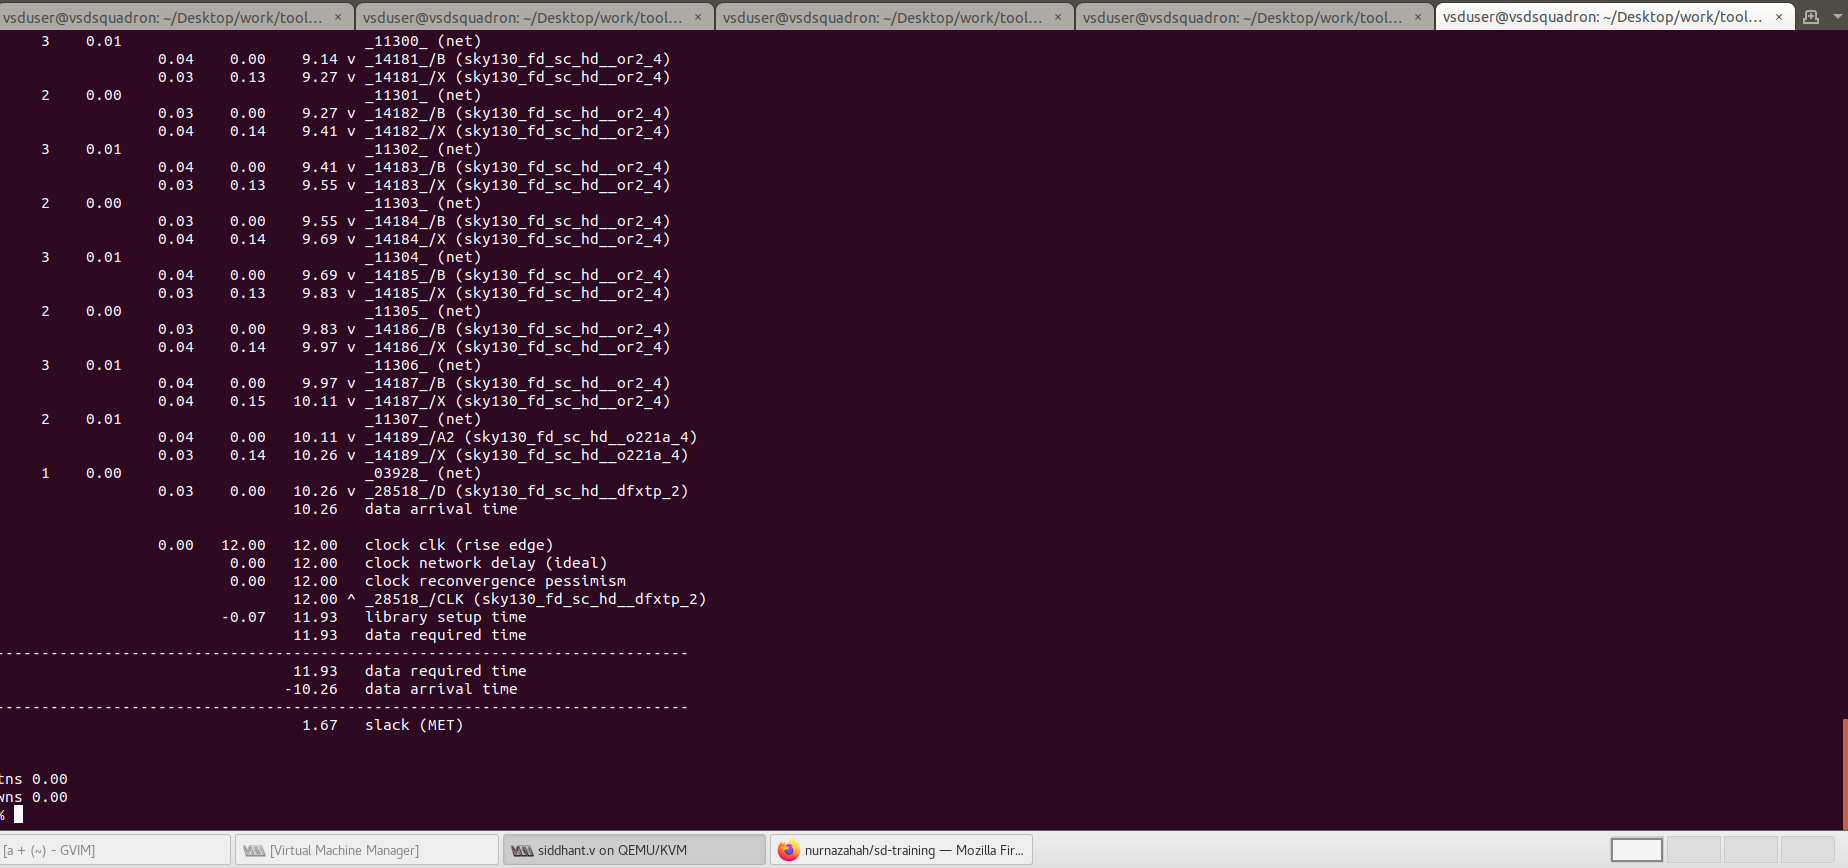 vsduser@vsdsquadron: ~/Desktop/work/tool... × vsduser@vsdsquadron: ~/Desktop/work/tool... × vsduser@vsdsquadron: ~/Desktop/work/tool... × vsduser@vsdsquadron: ~/Desktop/work/tool... × vsduser@vsdsquadron: ~/Desktop/work/tool... ×
3 0.01 _11300_ (net)
0.04 0.00 9.14 v _14181_/B (sky130_fd_sc_hd__or2_4)
0.03 0.13 9.27 v _14181_/X (sky130_fd_sc_hd__or2_4)
2 0.00 _11301_ (net)
0.03 0.00 9.27 v _14182_/B (sky130_fd_sc_hd__or2_4)
0.04 0.14 9.41 v _14182_/X (sky130_fd_sc_hd__or2_4)
3 0.01 _11302_ (net)
0.04 0.00 9.41 v _14183_/B (sky130_fd_sc_hd__or2_4)
0.03 0.13 9.55 v _14183_/X (sky130_fd_sc_hd__or2_4)
2 0.00 _11303_ (net)
0.03 0.00 9.55 v _14184_/B (sky130_fd_sc_hd__or2_4)
0.04 0.14 9.69 v _14184_/X (sky130_fd_sc_hd__or2_4)
3 0.01 _11304_ (net)
0.04 0.00 9.69 v _14185_/B (sky130_fd_sc_hd__or2_4)
0.03 0.13 9.83 v _14185_/X (sky130_fd_sc_hd__or2_4)
2 0.00 _11305_ (net)
0.03 0.00 9.83 v _14186_/B (sky130_fd_sc_hd__or2_4)
0.04 0.14 9.97 v _14186_/X (sky130_fd_sc_hd__or2_4)
3 0.01 _11306_ (net)
0.04 0.00 9.97 v _14187_/B (sky130_fd_sc_hd__or2_4)
0.04 0.15 10.11 v _14187_/X (sky130_fd_sc_hd__or2_4)
2 0.01 _11307_ (net)
0.04 0.00 10.11 v _14189_/A2 (sky130_fd_sc_hd__o221a_4)
0.03 0.14 10.26 v _14189_/X (sky130_fd_sc_hd__o221a_4)
1 0.00 _03928_ (net)
0.03 0.00 10.26 v _28518_/D (sky130_fd_sc_hd__dfxtp_2)
10.26 data arrival time
0.00 12.00 12.00 clock clk (rise edge)
0.00 12.00 clock network delay (ideal)
0.00 12.00 clock reconvergence pessimism
12.00 ^ _28518_/CLK (sky130_fd_sc_hd__dfxtp_2)
-0.07 11.93 library setup time
11.93 data required time
-----------------------------------------------------------------------------
11.93 data required time
-10.26 data arrival time
-----------------------------------------------------------------------------
1.67 slack (MET)
tns 0.00
wns 0.00
%
[a + (~) - GVIM] [Virtual Machine Manager] siddhant.v on QEMU/KVM nurnazahah/sd-training — Mozilla Fir...